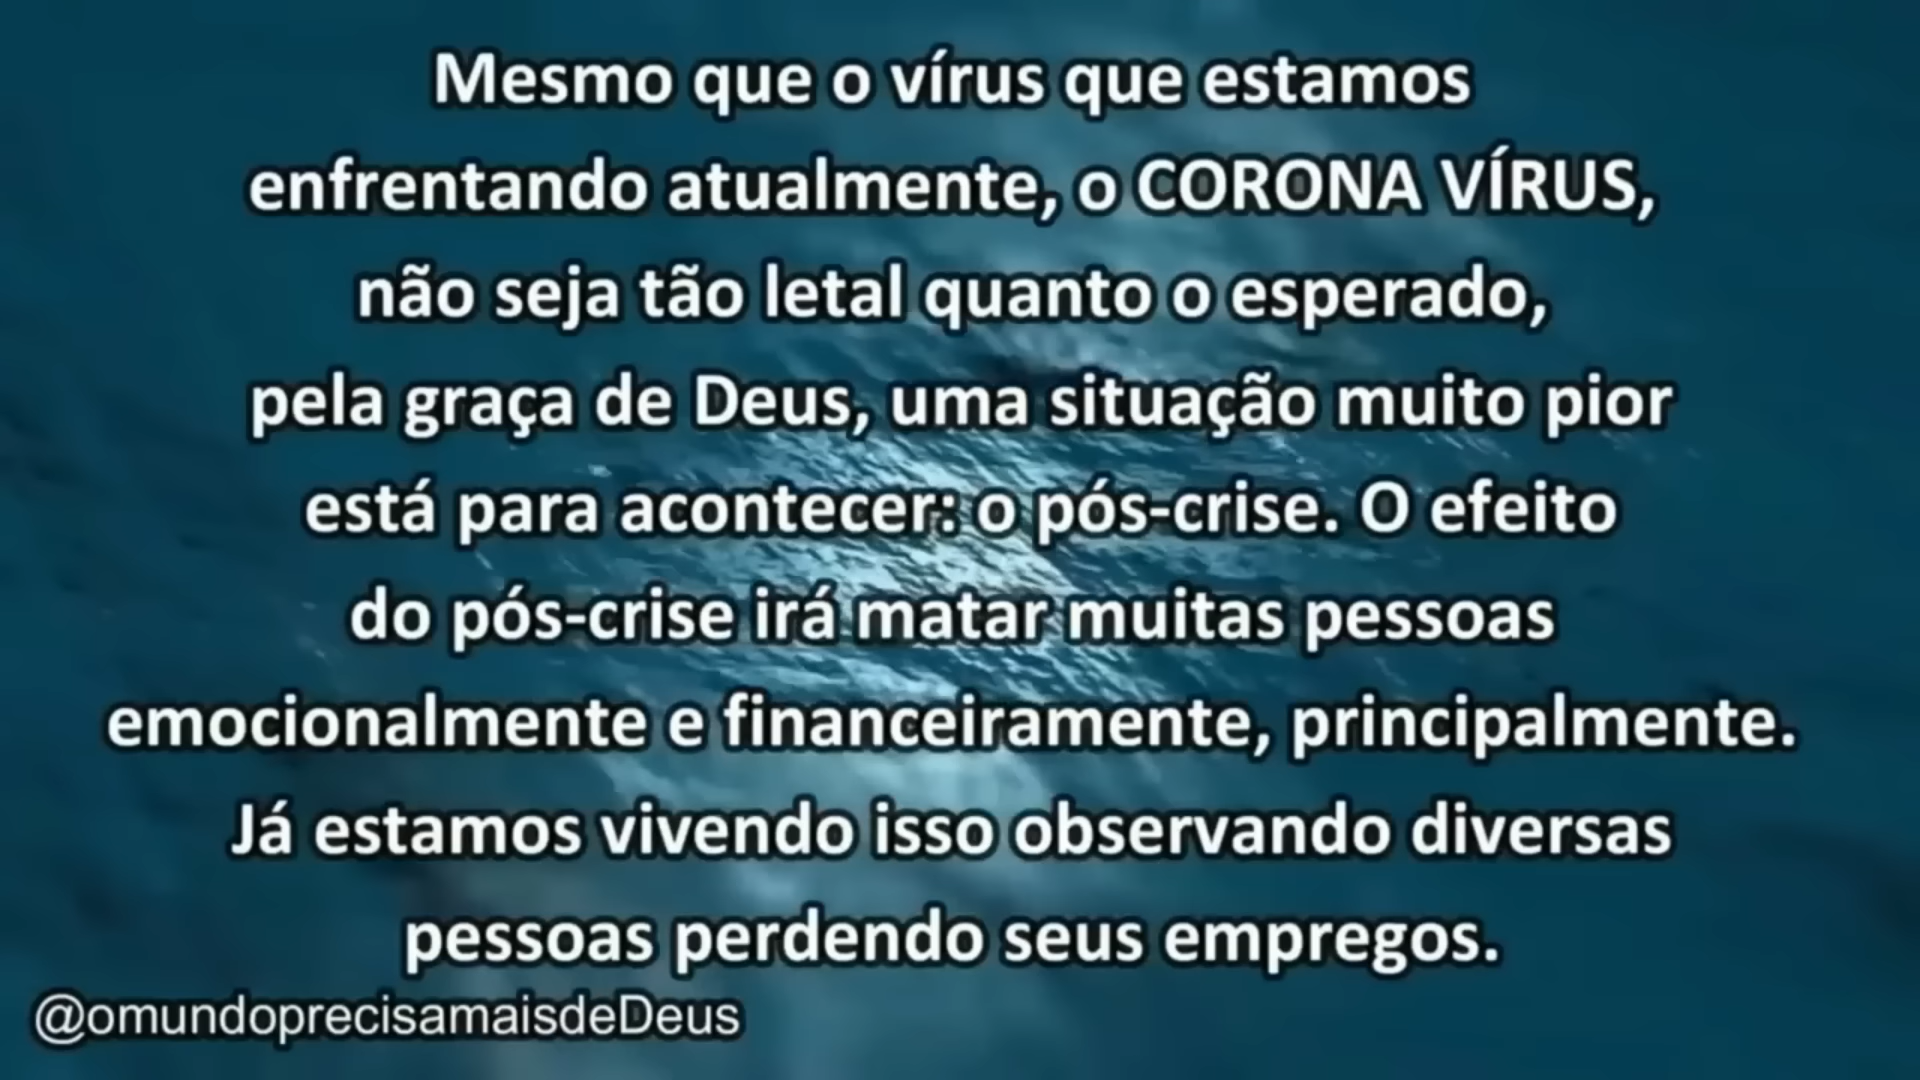 Mesmo que o vírus que estamos
enfrentando atualmente, o CORONA VÍRUS,
não seja tão letal quanto o esperado,
pela graça de Deus, uma situação muito pior
está para acontecer: o pós-crise. O efeito
do pós-crise irá matar muitas pessoas
emocionalmente e financeiramente, principalmente.
Já estamos vivendo isso observando diversas
pessoas perdendo seus empregos.
@omundoprecisamaisdeDeus